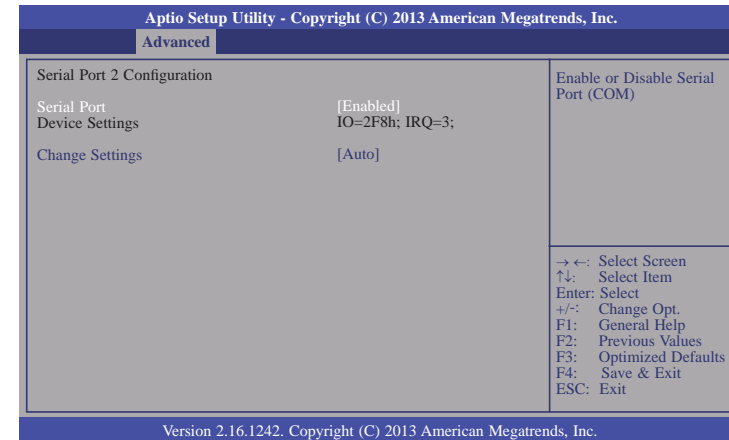 Aptio Setup Utility - Copyright (C) 2013 American Megatrends, Inc.
Advanced
Serial Port 2 Configuration
Serial Port [Enabled]
Device Settings IO=2F8h; IRQ=3;
Change Settings [Auto]
Enable or Disable Serial
Port (COM)
→ ←: Select Screen
↑↓: Select Item
Enter: Select
+/-: Change Opt.
F1: General Help
F2: Previous Values
F3: Optimized Defaults
F4: Save & Exit
ESC: Exit
Version 2.16.1242. Copyright (C) 2013 American Megatrends, Inc.